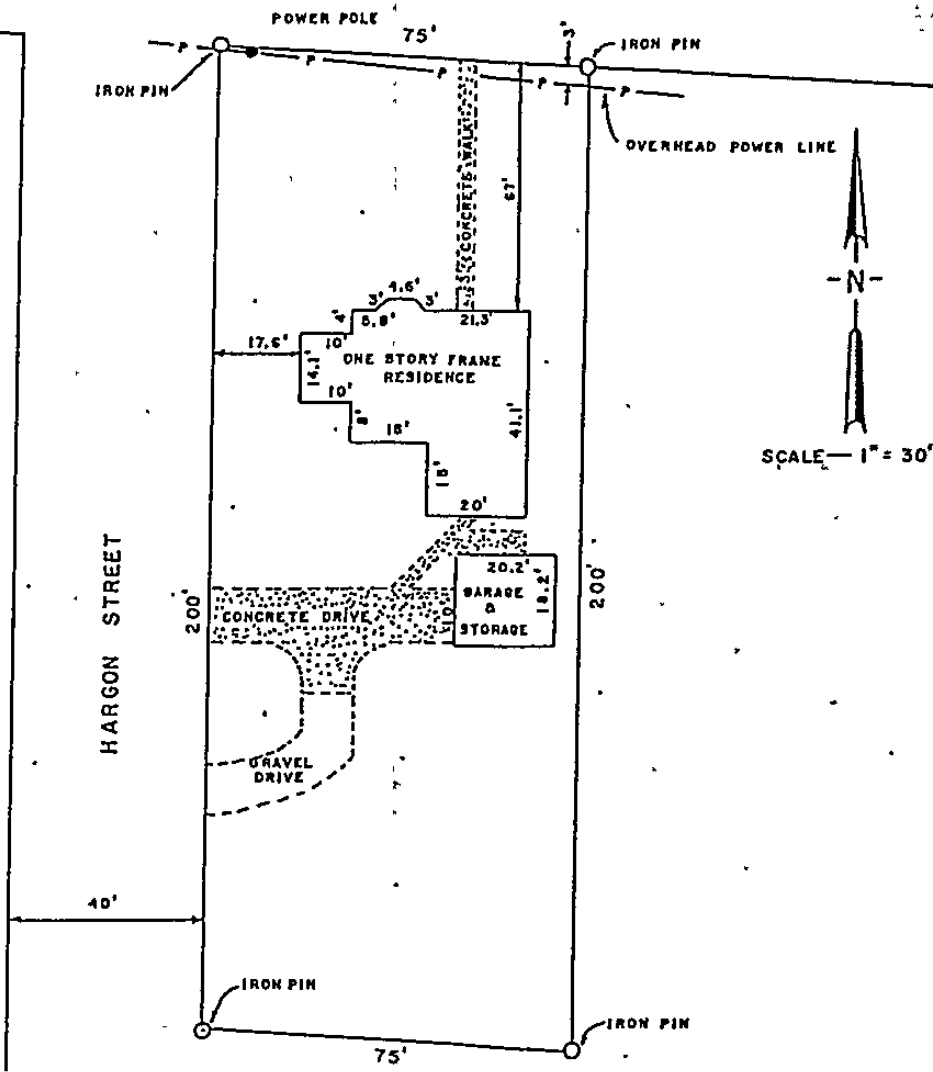 POWER POLE
75'
3'
IRON PIN
P P P P P
IRON PIN
OVERHEAD POWER LINE
CONCRETE WALK
67'
N
4.6'
3'
3'
4'
5.8'
21.3'
17.6'
10'
ONE STORY FRAME
RESIDENCE
14.1'
10'
8'
41.1'
SCALE — 1" = 30'
15'
20'
HARGON STREET
200'
20.2'
200'
CONCRETE DRIVE
10'
GARAGE
&
STORAGE
18.2'
GRAVEL
DRIVE
40'
IRON PIN
IRON PIN
75'